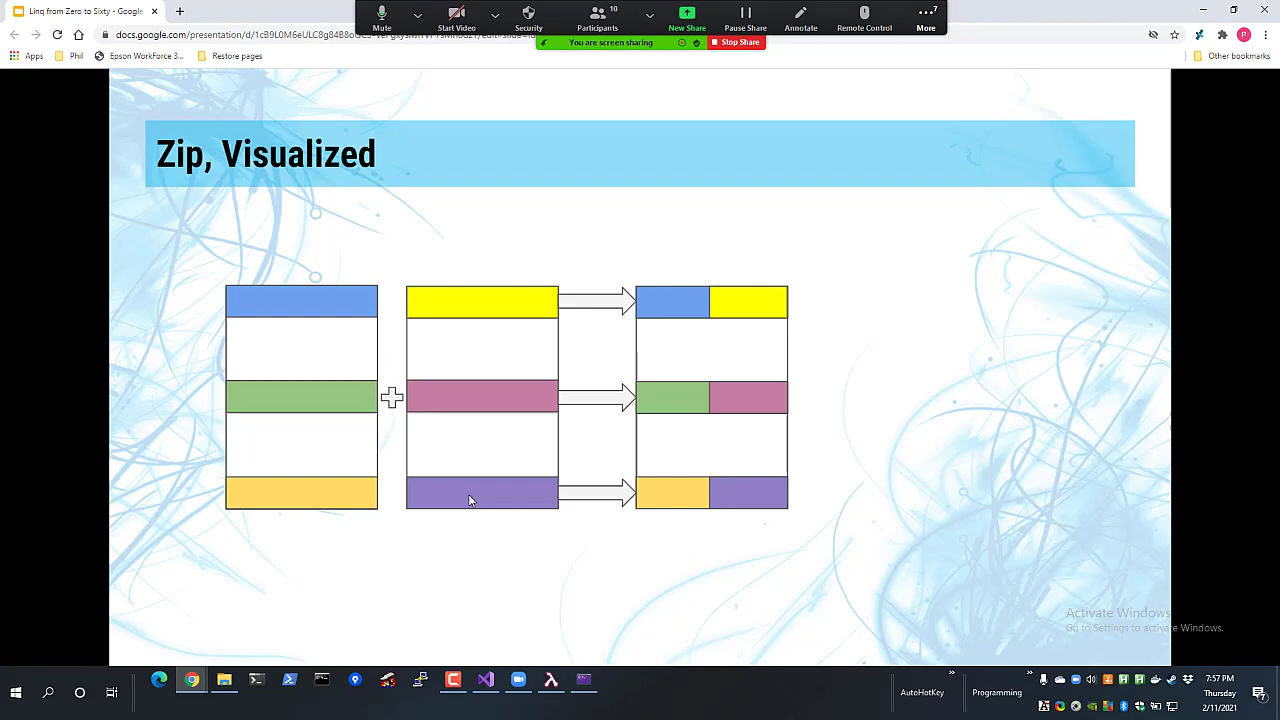 Linq from Zero to Sixty - Google
10
7
Mute
Start Video
Security
Participants
New Share
Pause Share
Annotate
Remote Control
More
You are screen sharing
Stop Share
P
Apps
Phil
Epson WorkForce 3...
Restore pages
Other bookmarks
Zip, Visualized
Activate Windows
Go to Settings to activate Windows.
AutoHotKey
Programming
7:57 PM
Thursday
2/11/2021